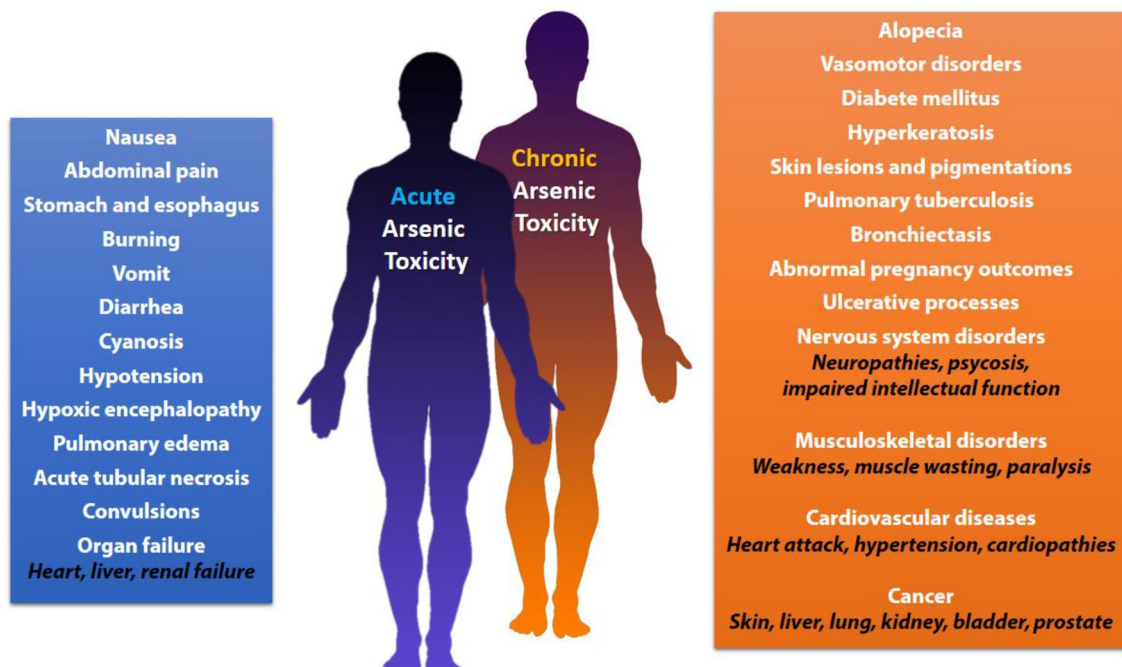 Nausea
Abdominal pain
Stomach and esophagus
Burning
Vomit
Diarrhea
Cyanosis
Hypotension
Hypoxic encephalopathy
Pulmonary edema
Acute tubular necrosis
Convulsions
Organ failure
Heart, liver, renal failure
Acute
Arsenic
Toxicity
Chronic
Arsenic
Toxicity
Alopecia
Vasomotor disorders
Diabete mellitus
Hyperkeratosis
Skin lesions and pigmentations
Pulmonary tuberculosis
Bronchiectasis
Abnormal pregnancy outcomes
Ulcerative processes
Nervous system disorders
Neuropathies, psycosis,
impaired intellectual function
Musculoskeletal disorders
Weakness, muscle wasting, paralysis
Cardiovascular diseases
Heart attack, hypertension, cardiopathies
Cancer
Skin, liver, lung, kidney, bladder, prostate